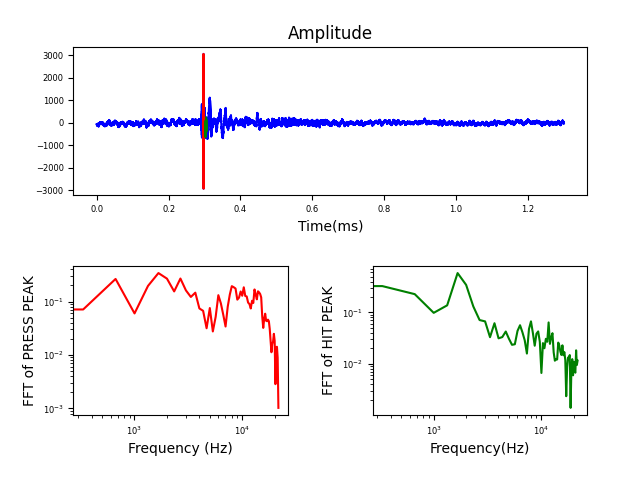 Amplitude
3000
2000
1000
0
−1000
−2000
−3000
0.0 0.2 0.4 0.6 0.8 1.0 1.2
Time(ms)
FFT of PRESS PEAK
10⁻¹
10⁻²
10⁻³
10³ 10⁴
Frequency (Hz)
FFT of HIT PEAK
10⁻¹
10⁻²
10³ 10⁴
Frequency(Hz)